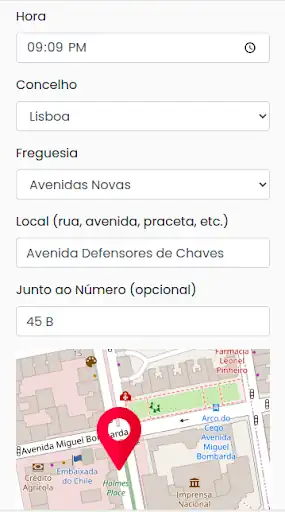 Hora
09:09 PM
Concelho
Lisboa
Freguesia
Avenidas Novas
Local (rua, avenida, praceta, etc.)
Avenida Defensores de Chaves
Junto ao Número (opcional)
45 B
15
Farmácia
Leonel
Pinheiro
Arco do
Cego
Avenida
Miguel
Bombarda
Avenida Miguel Bombarda
Embaixada
do Chile
Crédito
Agrícola
Holmes
Place
Imprensa
Nacional